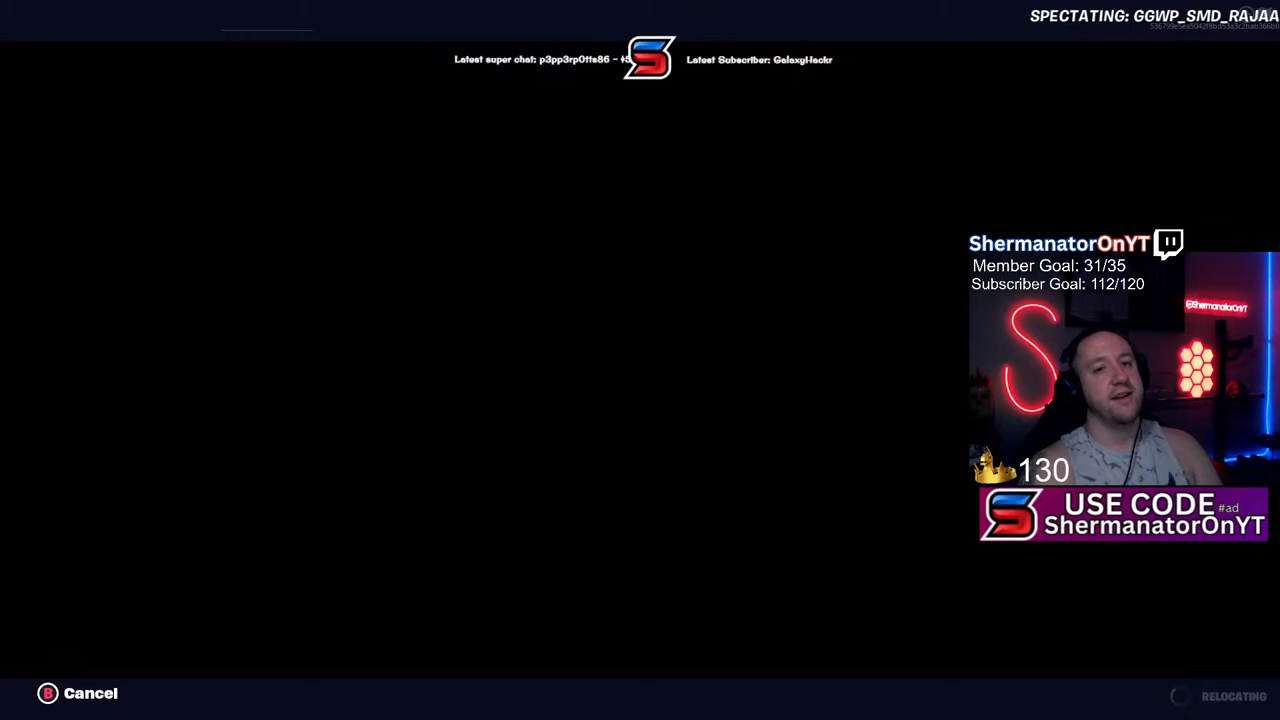 SPECTATING: GGWP_SMD_RAJAA
Latest super chat: p3pp3rp0tts86 -
Latest Subscriber: GalaxyHackr
ShermanatorOnYT
Member Goal: 31/35
Subscriber Goal: 112/120
@ShermanatorOnYT
130
USE CODE #ad
ShermanatorOnYT
B Cancel
RELOCATING